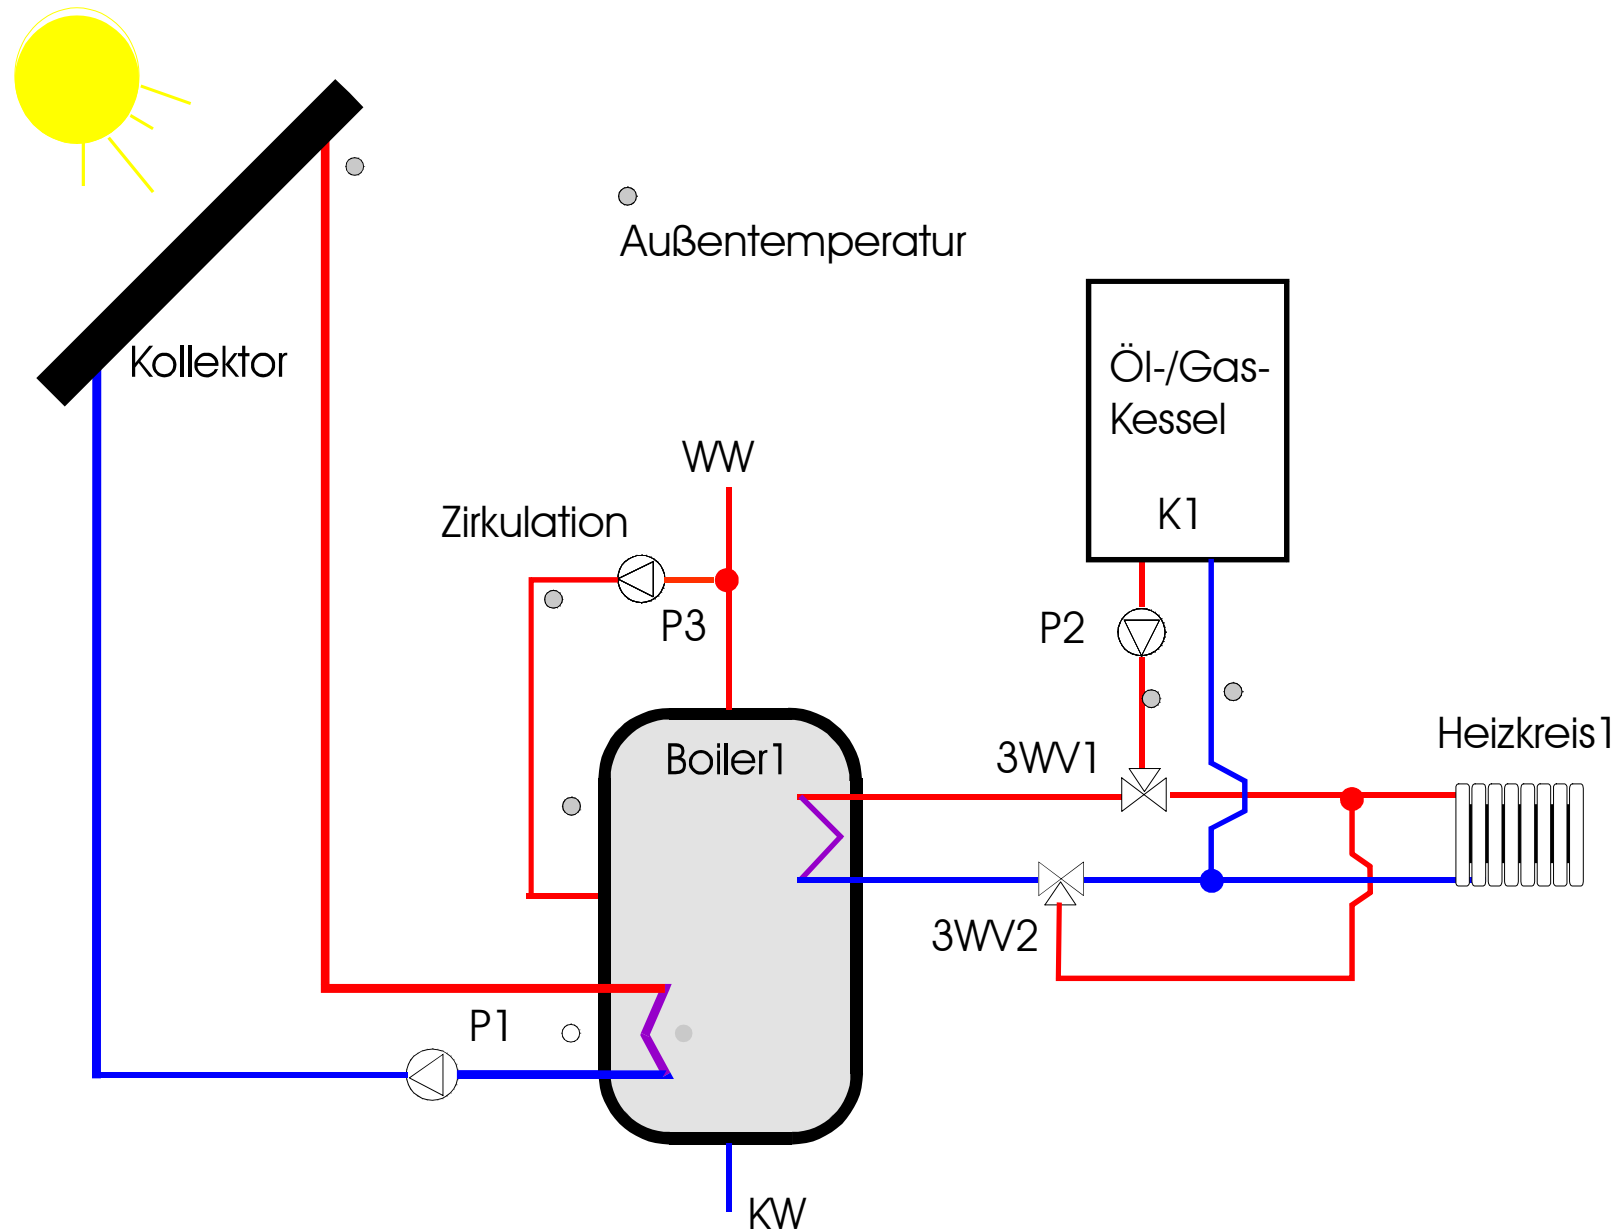 Außentemperatur
Kollektor
Öl-/Gas-
Kessel
WW
K1
Zirkulation
P3
P2
Heizkreis1
3WV1
Boiler1
3WV2
P1
KW